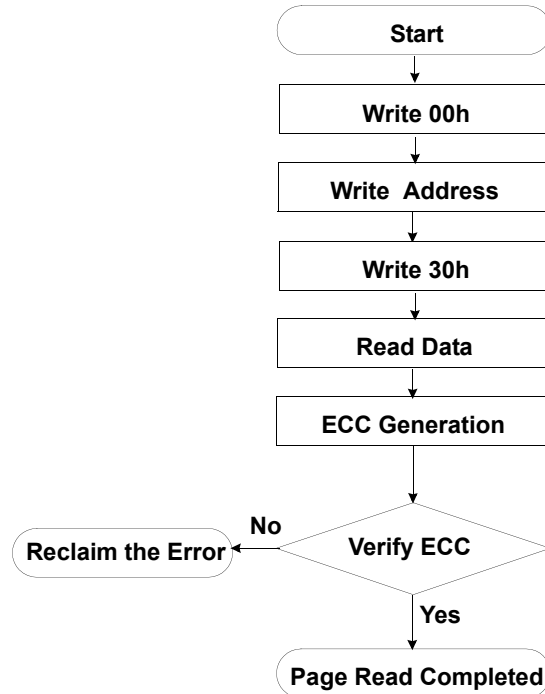 Start
Write 00h
Write Address
Write 30h
Read Data
ECC Generation
No
Reclaim the Error
Verify ECC
Yes
Page Read Completed